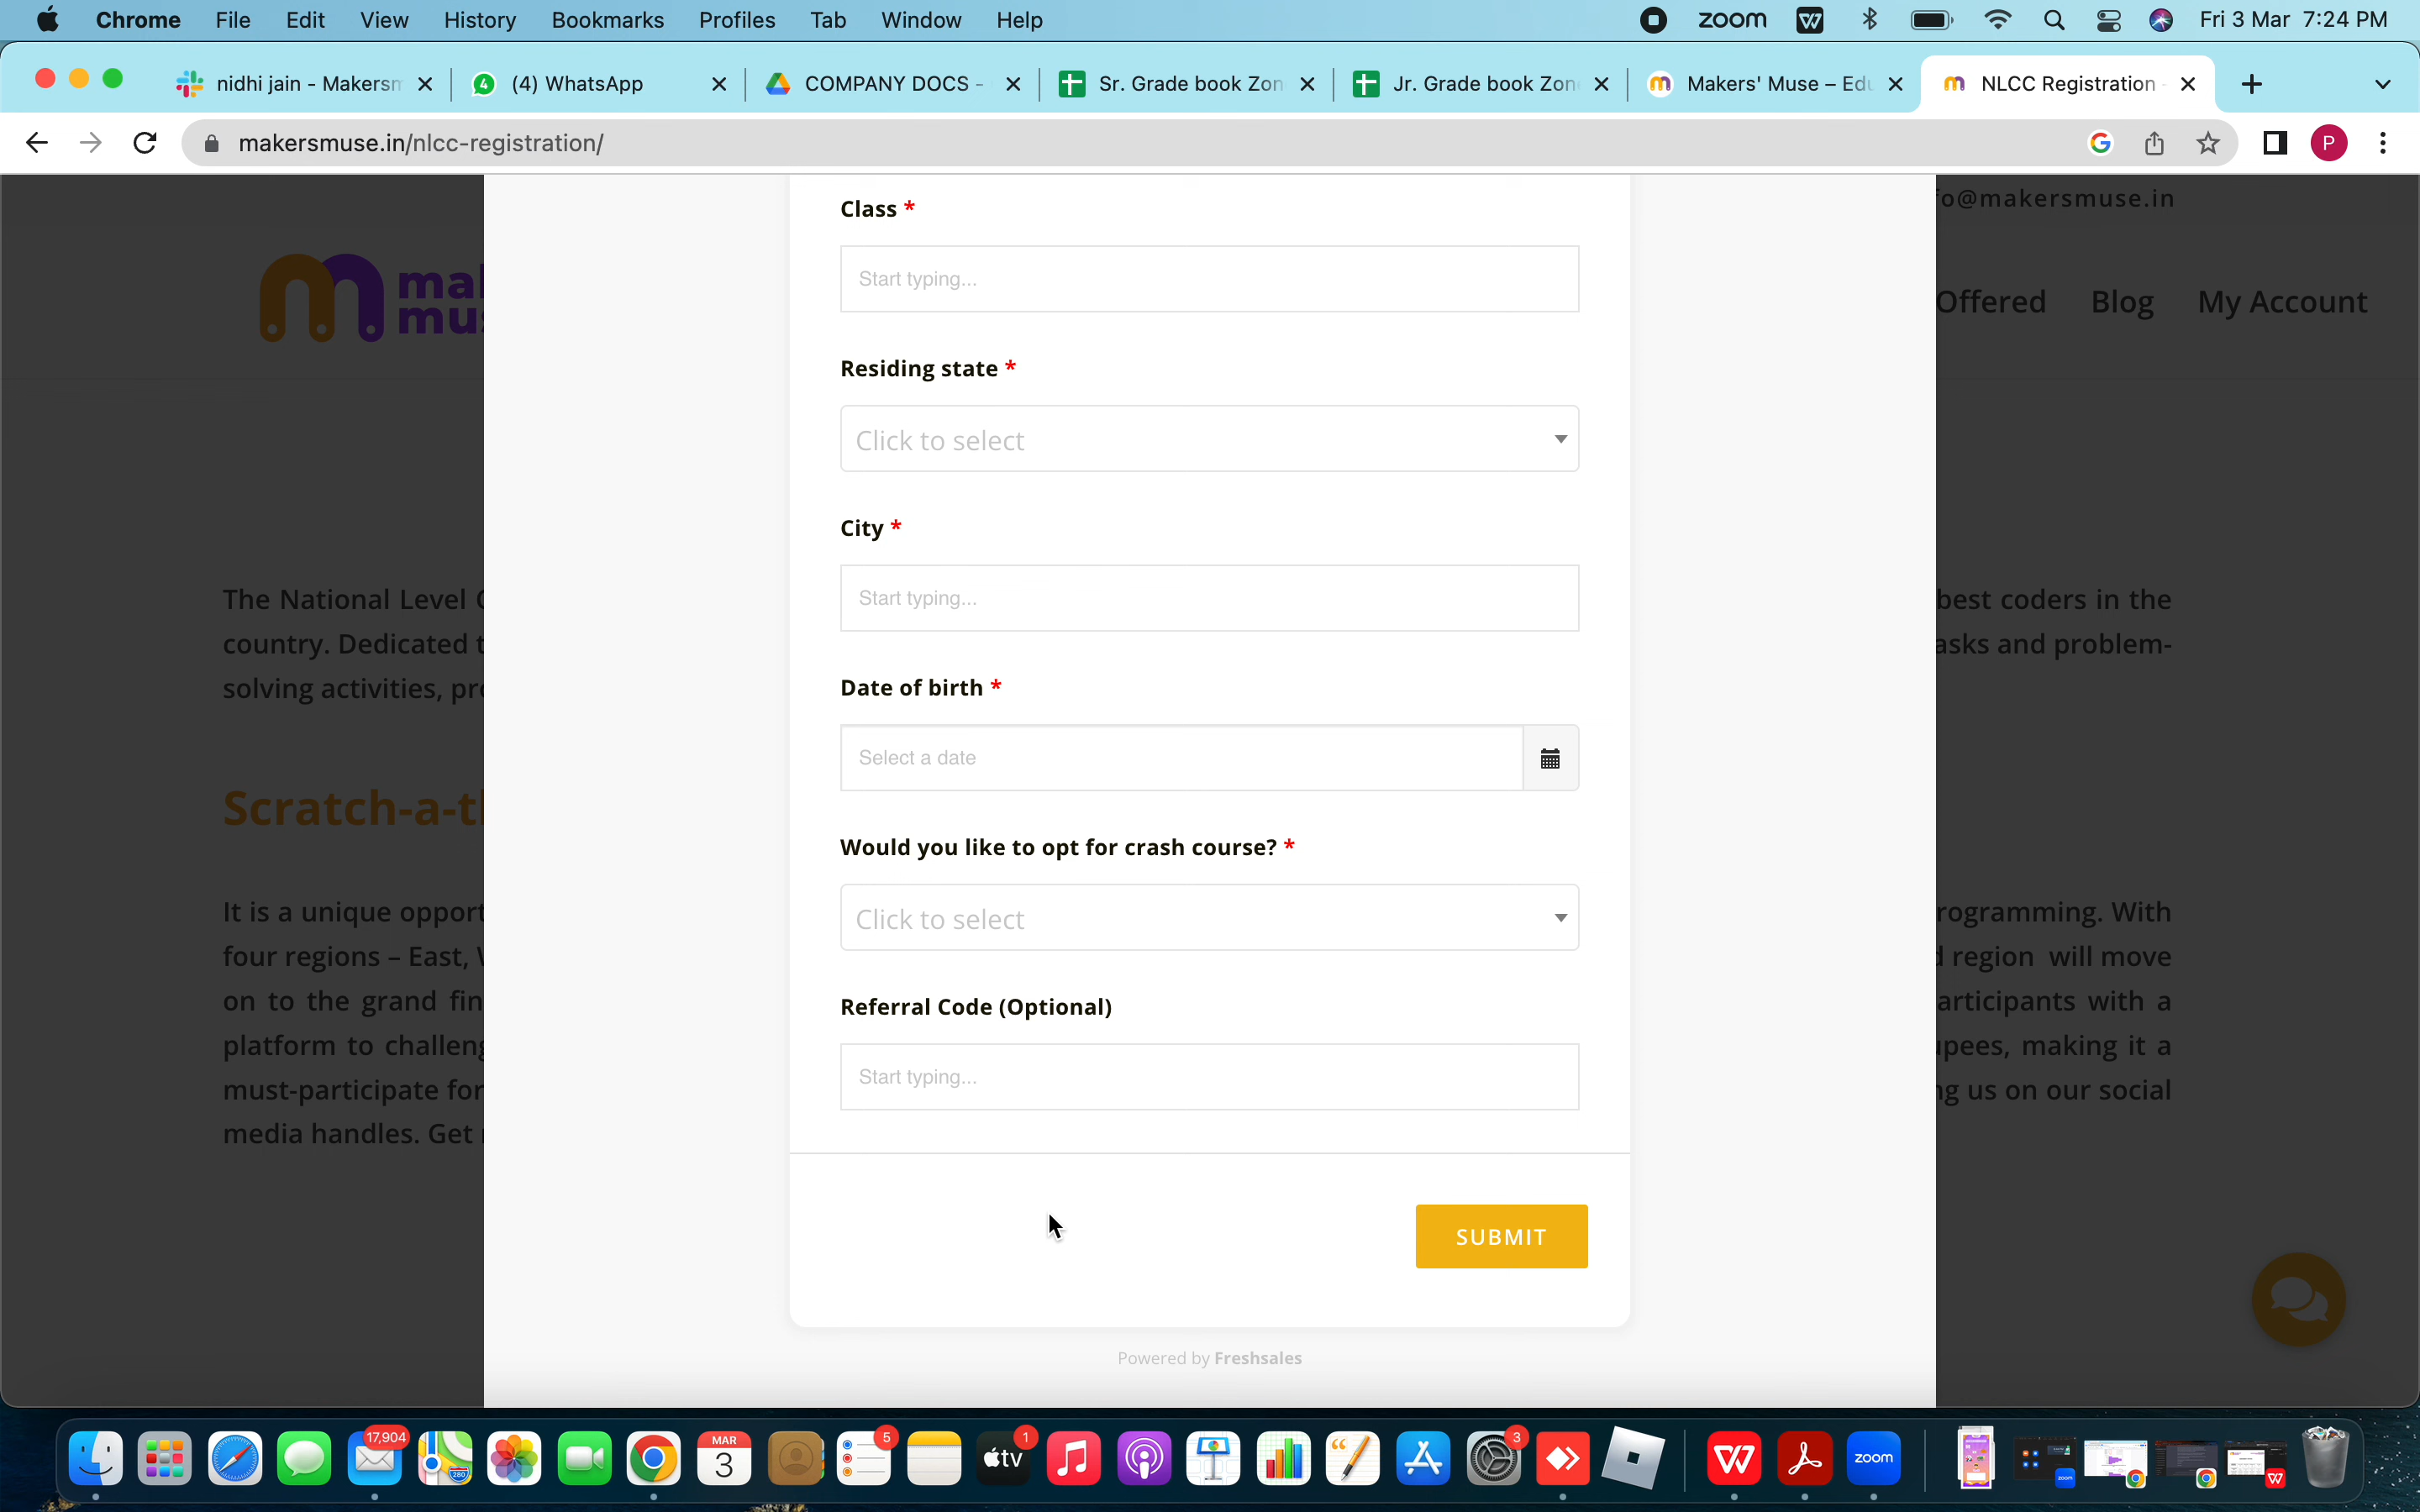 Chrome File Edit View History Bookmarks Profiles Tab Window Help zoom Fri 3 Mar 7:24 PM
nidhi jain - Makersm (4) WhatsApp COMPANY DOCS - Sr. Grade book Zon Jr. Grade book Zon Makers' Muse – Edu NLCC Registration -
makersmuse.in/nlcc-registration/ P
fo@makersmuse.in
Class *
Start typing...
Offered Blog My Account
Residing state *
Click to select
City *
Start typing...
The National Level best coders in the
country. Dedicated asks and problem-
solving activities,
Date of birth *
Select a date
Scratch-a-th
Would you like to opt for crash course? *
Click to select
It is a unique opport rogramming. With
four regions – East, region will move
on to the grand fin articipants with a
platform to challeng upees, making it a
must-participate for ng us on our social
media handles. Get
Referral Code (Optional)
Start typing...
SUBMIT
Powered by Freshsales
17,904 280 MAR 3 5 tv 1 3 zoom